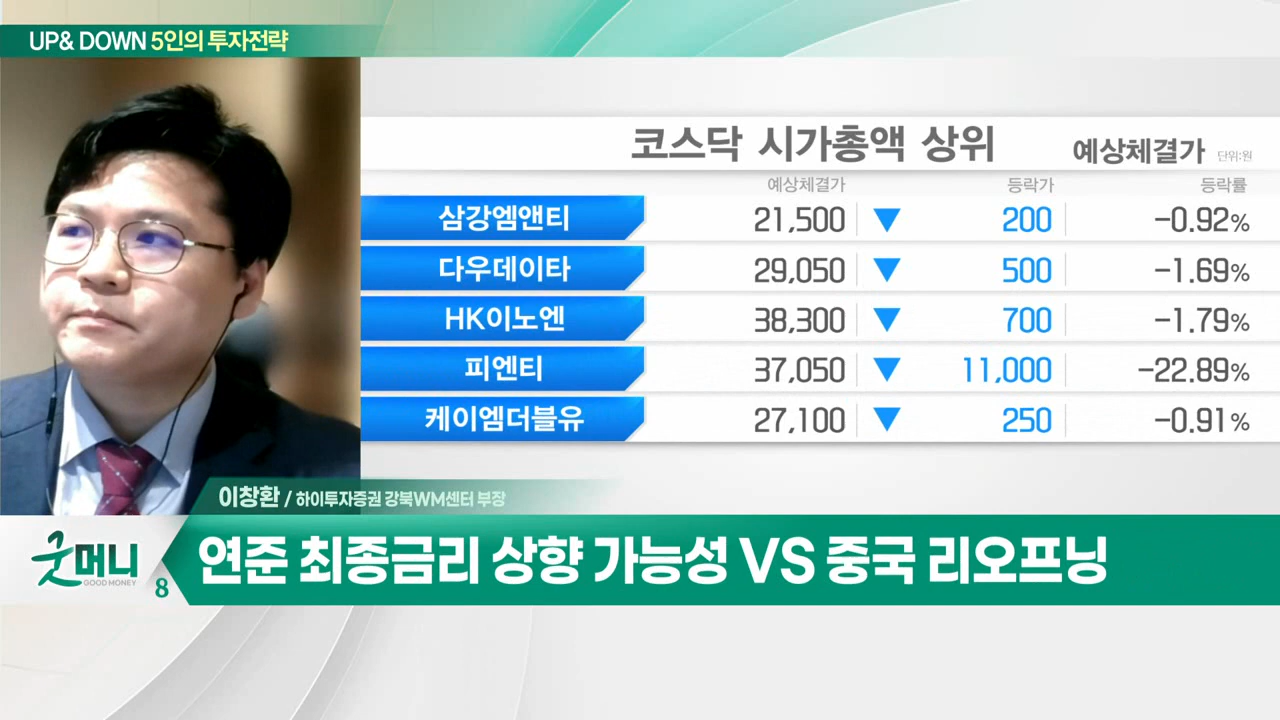 UP& DOWN 5인의 투자전략
코스닥 시가총액 상위 예상체결가 단위:원
예상체결가 등락가 등락률
삼강엠앤티 21,500 ▼ 200 -0.92%
다우데이타 29,050 ▼ 500 -1.69%
HK이노엔 38,300 ▼ 700 -1.79%
피엔티 37,050 ▼ 11,000 -22.89%
케이엠더블유 27,100 ▼ 250 -0.91%
이창환 / 하이투자증권 강북WM센터 부장
굿머니
GOOD MONEY
8
연준 최종금리 상향 가능성 VS 중국 리오프닝